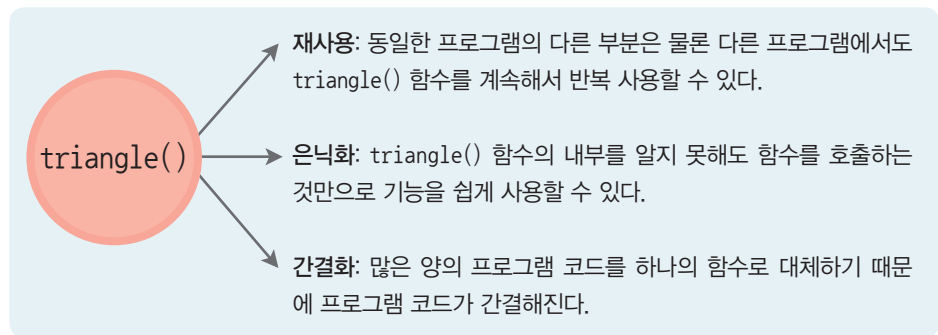 triangle()
재사용: 동일한 프로그램의 다른 부분은 물론 다른 프로그램에서도
triangle() 함수를 계속해서 반복 사용할 수 있다.
은닉화: triangle() 함수의 내부를 알지 못해도 함수를 호출하는
것만으로 기능을 쉽게 사용할 수 있다.
간결화: 많은 양의 프로그램 코드를 하나의 함수로 대체하기 때문
에 프로그램 코드가 간결해진다.